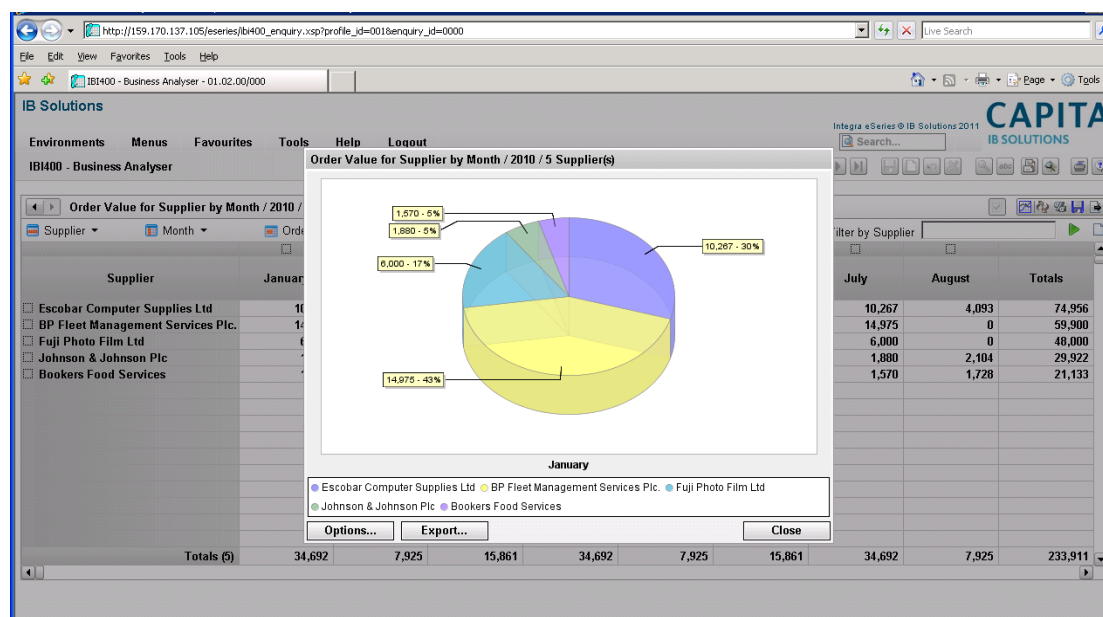 http://159.170.137.105/eseries/ibi400_enquiry.xsp?profile_id=001&enquiry_id=0000
Live Search
File Edit View Favorites Tools Help
IBI400 - Business Analyser - 01.02.00/000
Page Tools
IB Solutions
Integra eSeries © IB Solutions 2011
CAPITA
IB SOLUTIONS
Environments Menus Favourites Tools Help Logout
Search...
IBI400 - Business Analyser
Order Value for Supplier by Month / 2010 / 5 Supplier(s)
Order Value for Supplier by Month / 2010 /
Supplier Month Orde
ilter by Supplier
Supplier Januar July August Totals
Escobar Computer Supplies Ltd 10 10,267 4,093 74,956
BP Fleet Management Services Plc. 14 14,975 0 59,900
Fuji Photo Film Ltd 6,000 0 48,000
Johnson & Johnson Plc 1,880 2,104 29,922
Bookers Food Services 1,570 1,728 21,133
1,570 - 5%
1,880 - 5%
10,267 - 30%
6,000 - 17%
14,975 - 43%
January
Escobar Computer Supplies Ltd BP Fleet Management Services Plc. Fuji Photo Film Ltd
Johnson & Johnson Plc Bookers Food Services
Options... Export... Close
Totals (5) 34,692 7,925 15,861 34,692 7,925 15,861 34,692 7,925 233,911